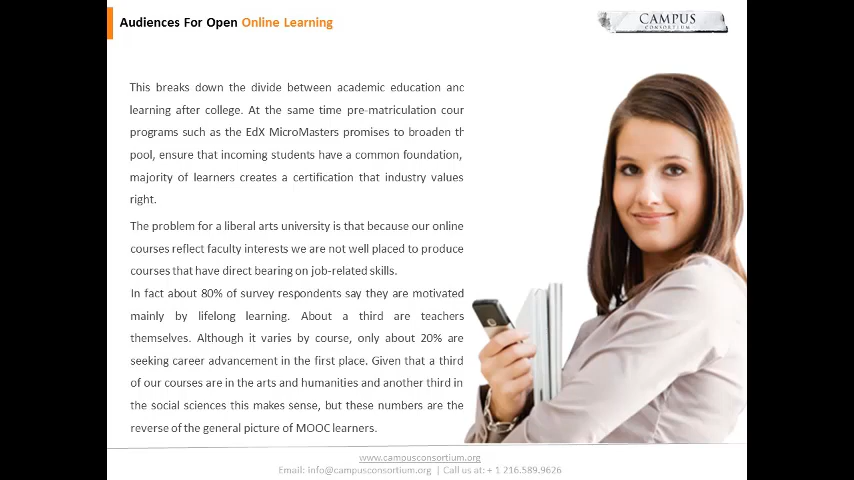 Audiences For Open Online Learning
CAMPUS
CONSORTIUM
This breaks down the divide between academic education and
learning after college. At the same time pre-matriculation cour
programs such as the EdX MicroMasters promises to broaden th
pool, ensure that incoming students have a common foundation,
majority of learners creates a certification that industry values
right.
The problem for a liberal arts university is that because our online
courses reflect faculty interests we are not well placed to produce
courses that have direct bearing on job-related skills.
In fact about 80% of survey respondents say they are motivated
mainly by lifelong learning. About a third are teachers
themselves. Although it varies by course, only about 20% are
seeking career advancement in the first place. Given that a third
of our courses are in the arts and humanities and another third in
the social sciences this makes sense, but these numbers are the
reverse of the general picture of MOOC learners.
www.campusconsortium.org
Email: info@campusconsortium.org | Call us at: + 1 216.589.9626